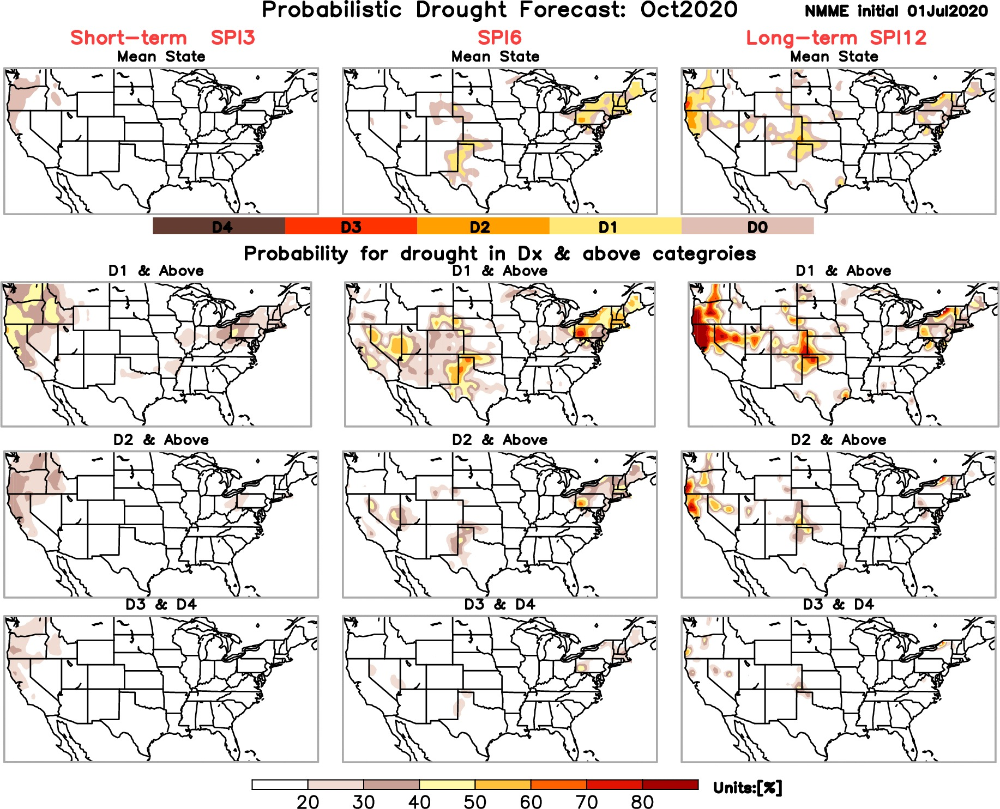 Probabilistic Drought Forecast: Oct2020 NMME initial 01Jul2020
Short-term SPI3 SPI6 Long-term SPI12
Mean State Mean State Mean State
D4 D3 D2 D1 D0
Probability for drought in Dx & above categroies
D1 & Above D1 & Above D1 & Above
D2 & Above D2 & Above D2 & Above
D3 & D4 D3 & D4 D3 & D4
Units:[%]
20 30 40 50 60 70 80